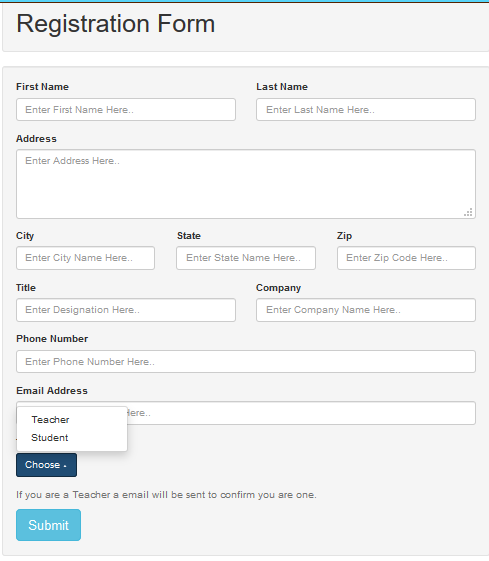 Registration Form
First Name Last Name
Enter First Name Here.. Enter Last Name Here..
Address
Enter Address Here..
City State Zip
Enter City Name Here.. Enter State Name Here.. Enter Zip Code Here..
Title Company
Enter Designation Here.. Enter Company Name Here..
Phone Number
Enter Phone Number Here..
Email Address
Here..
Teacher
Student
Choose
If you are a Teacher a email will be sent to confirm you are one.
Submit